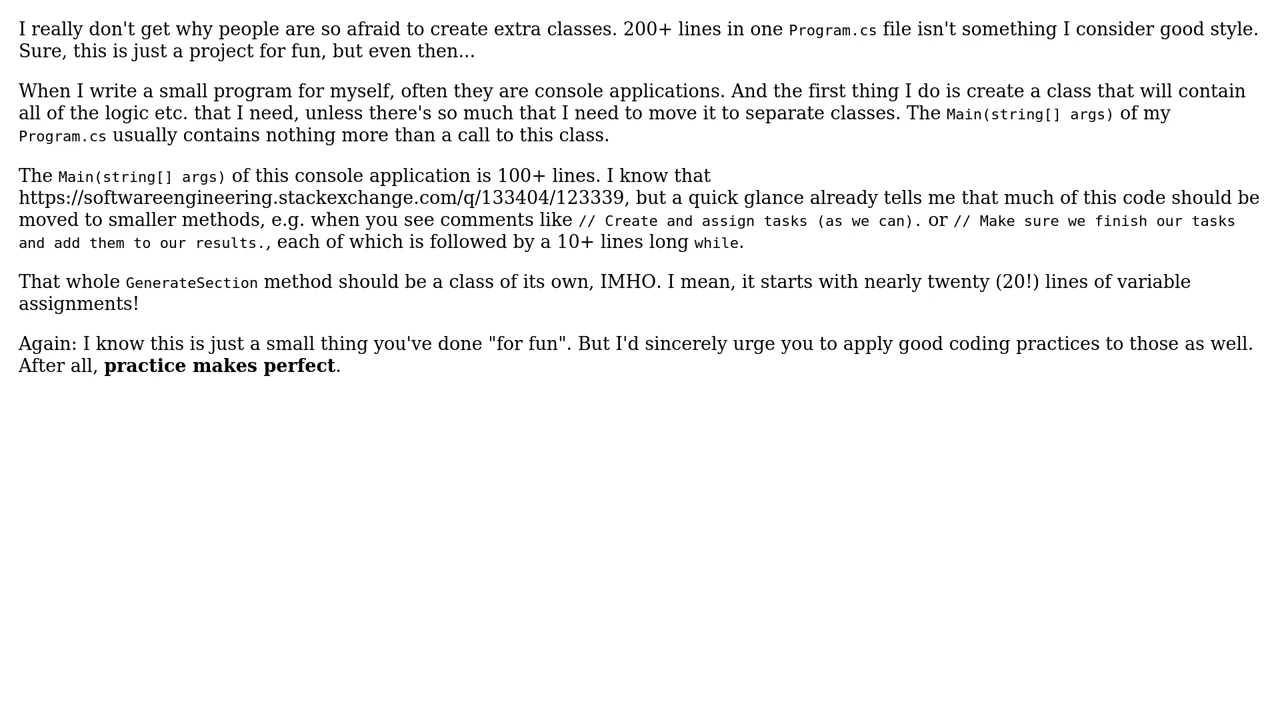 I really don't get why people are so afraid to create extra classes. 200+ lines in one Program.cs file isn't something I consider good style.
Sure, this is just a project for fun, but even then...
When I write a small program for myself, often they are console applications. And the first thing I do is create a class that will contain
all of the logic etc. that I need, unless there's so much that I need to move it to separate classes. The Main(string[] args) of my
Program.cs usually contains nothing more than a call to this class.
The Main(string[] args) of this console application is 100+ lines. I know that
https://softwareengineering.stackexchange.com/q/133404/123339, but a quick glance already tells me that much of this code should be
moved to smaller methods, e.g. when you see comments like // Create and assign tasks (as we can). or // Make sure we finish our tasks
and add them to our results., each of which is followed by a 10+ lines long while.
That whole GenerateSection method should be a class of its own, IMHO. I mean, it starts with nearly twenty (20!) lines of variable
assignments!
Again: I know this is just a small thing you've done "for fun". But I'd sincerely urge you to apply good coding practices to those as well.
After all, practice makes perfect.